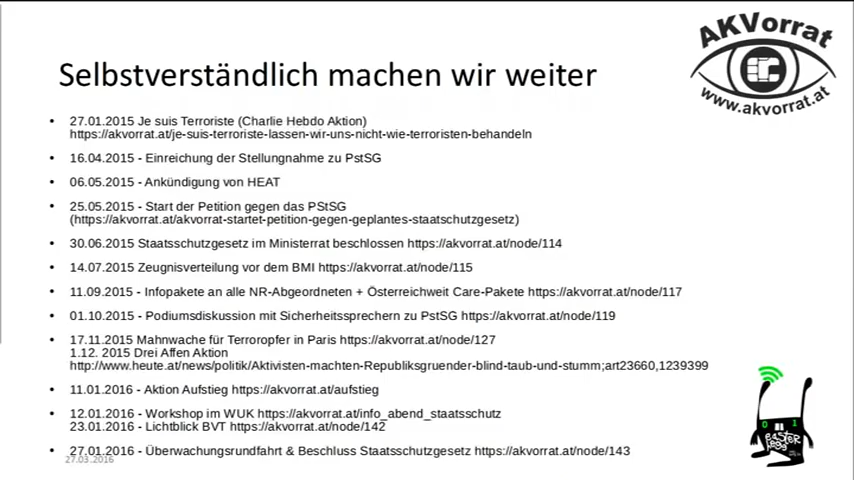 AKVorrat
www.akvorrat.at
Selbstverständlich machen wir weiter
• 27.01.2015 Je suis Terroriste (Charlie Hebdo Aktion)
https://akvorrat.at/je-suis-terroriste-lassen-wir-uns-nicht-wie-terroristen-behandeln
• 16.04.2015 - Einreichung der Stellungnahme zu PstSG
• 06.05.2015 - Ankündigung von HEAT
• 25.05.2015 - Start der Petition gegen das PStSG
(https://akvorrat.at/akvorrat-startet-petition-gegen-geplantes-staatschutzgesetz)
• 30.06.2015 Staatsschutzgesetz im Ministerrat beschlossen https://akvorrat.at/node/114
• 14.07.2015 Zeugnisverteilung vor dem BMI https://akvorrat.at/node/115
• 11.09.2015 - Infopakete an alle NR-Abgeordneten + Österreichweit Care-Pakete https://akvorrat.at/node/117
• 01.10.2015 - Podiumsdiskussion mit Sicherheitssprechern zu PstSG https://akvorrat.at/node/119
• 17.11.2015 Mahnwache für Terroropfer in Paris https://akvorrat.at/node/127
1.12. 2015 Drei Affen Aktion
http://www.heute.at/news/politik/Aktivisten-machten-Republiksgruender-blind-taub-und-stumm;art23660,1239399
• 11.01.2016 - Aktion Aufstieg https://akvorrat.at/aufstieg
• 12.01.2016 - Workshop im WUK https://akvorrat.at/info_abend_staatsschutz
23.01.2016 - Lichtblick BVT https://akvorrat.at/node/142
• 27.01.2016 - Überwachungsrundfahrt & Beschluss Staatsschutzgesetz https://akvorrat.at/node/143
27.03.2016
0 1
EASTER
HEGG